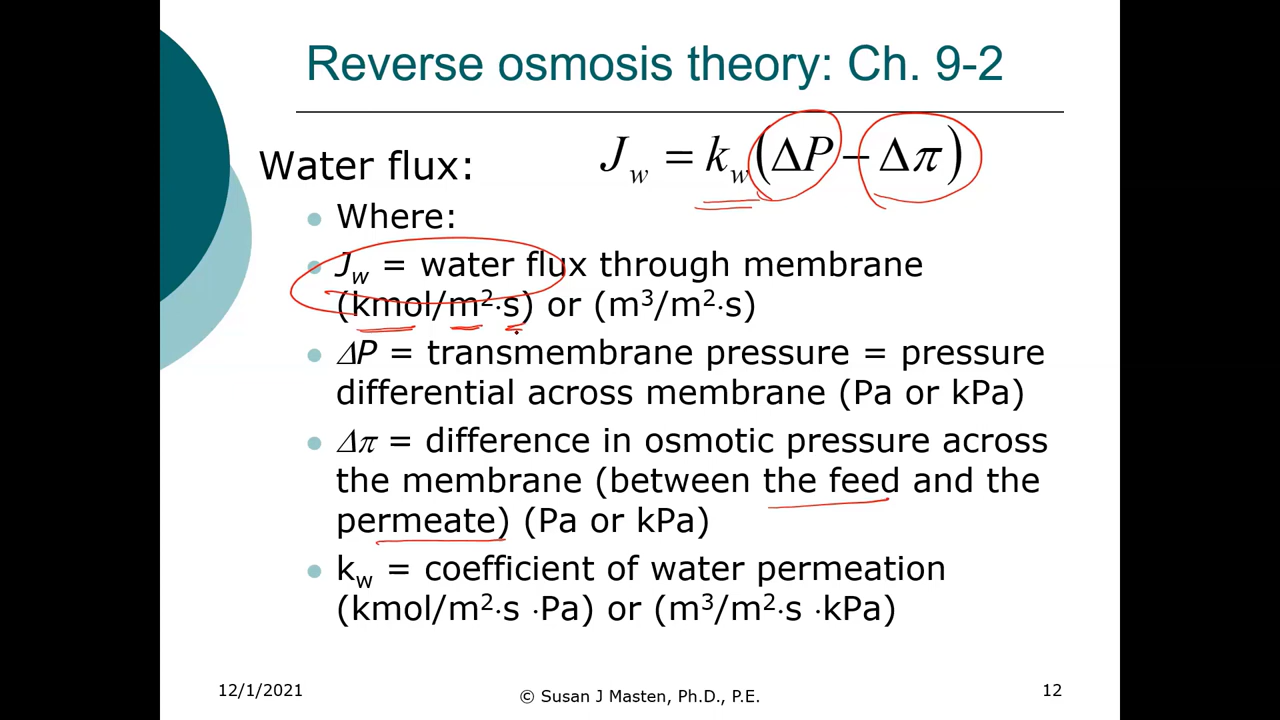 Reverse osmosis theory: Ch. 9-2
Water flux: J_w = k_w(ΔP − Δπ)
Where:
J_w = water flux through membrane
(kmol/m²·s) or (m³/m²·s)
ΔP = transmembrane pressure = pressure
differential across membrane (Pa or kPa)
Δπ = difference in osmotic pressure across
the membrane (between the feed and the
permeate) (Pa or kPa)
k_w = coefficient of water permeation
(kmol/m²·s ·Pa) or (m³/m²·s ·kPa)
12/1/2021 © Susan J Masten, Ph.D., P.E. 12